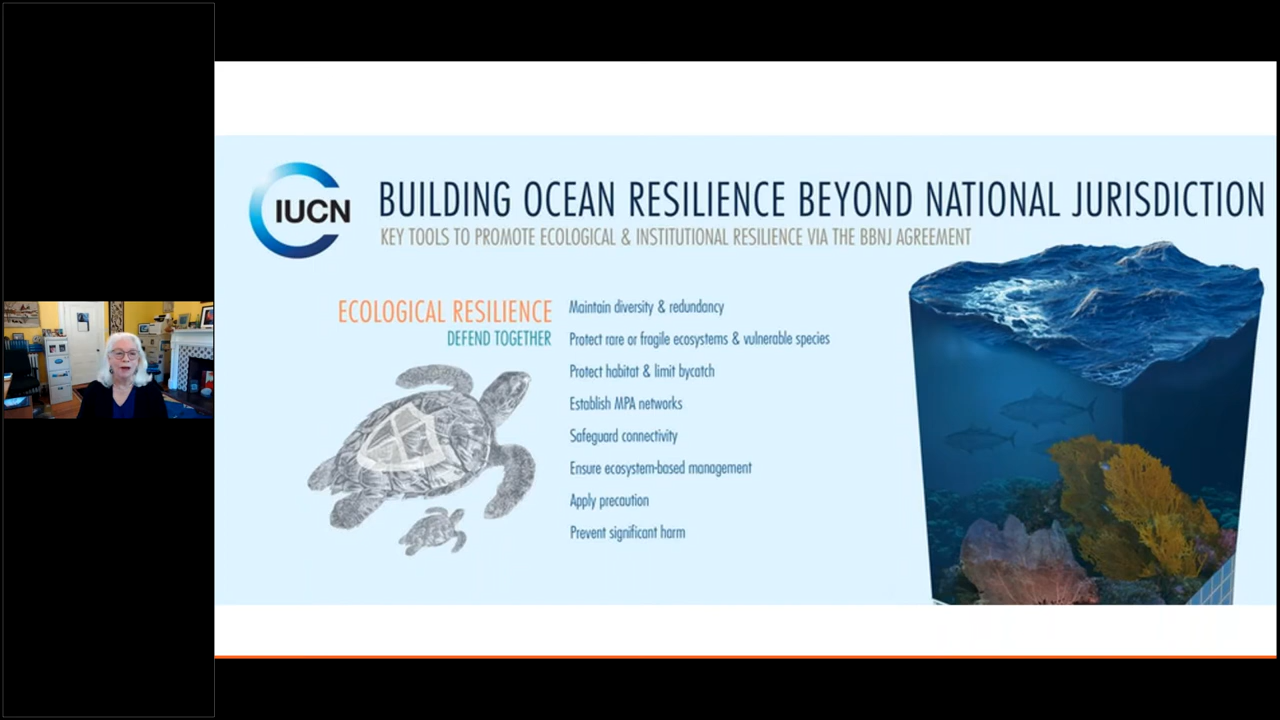 IUCN
BUILDING OCEAN RESILIENCE BEYOND NATIONAL JURISDICTION
KEY TOOLS TO PROMOTE ECOLOGICAL & INSTITUTIONAL RESILIENCE VIA THE BBNJ AGREEMENT
ECOLOGICAL RESILIENCE
DEFEND TOGETHER
Maintain diversity & redundancy
Protect rare or fragile ecosystems & vulnerable species
Protect habitat & limit bycatch
Establish MPA networks
Safeguard connectivity
Ensure ecosystem-based management
Apply precaution
Prevent significant harm